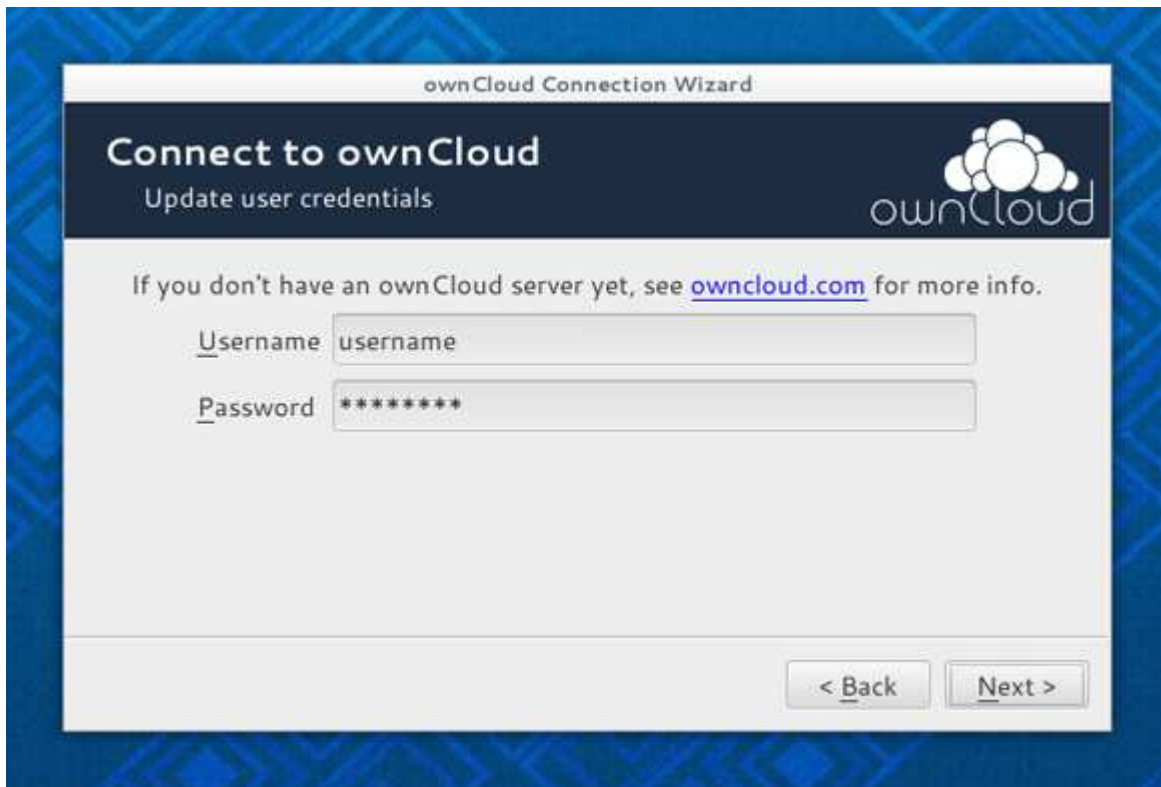 ownCloud Connection Wizard
Connect to ownCloud
Update user credentials
ownCloud
If you don't have an ownCloud server yet, see owncloud.com for more info.
Username username
Password ********
< Back Next >